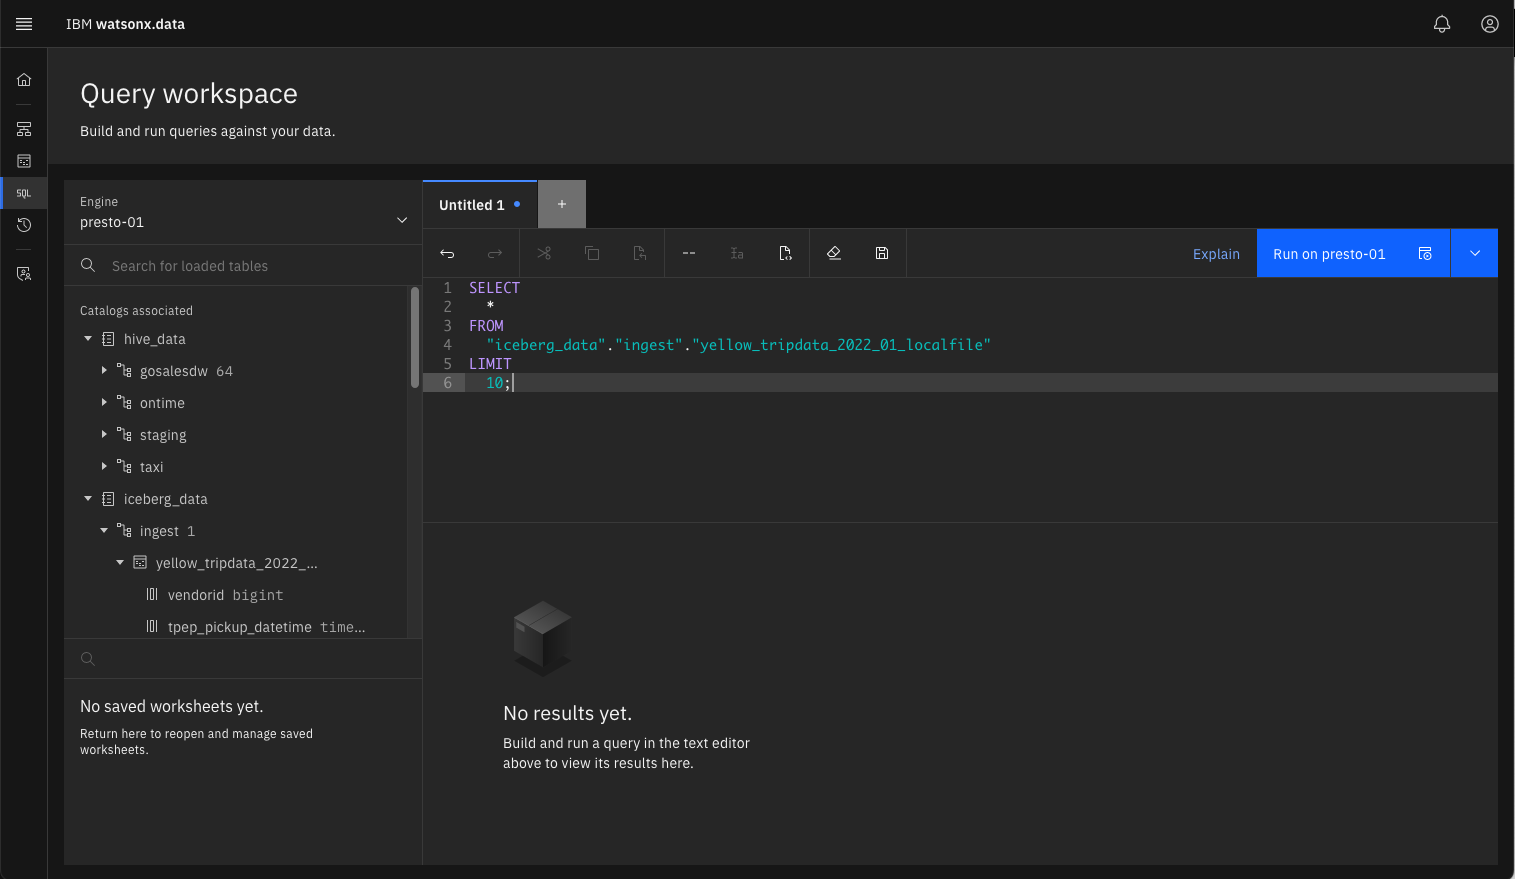 IBM watsonx.data
Query workspace
Build and run queries against your data.
SQL
Engine
presto-01
Search for loaded tables
Catalogs associated
hive_data
gosalesdw 64
ontime
staging
taxi
iceberg_data
ingest 1
yellow_tripdata_2022_...
vendorid bigint
tpep_pickup_datetime time...
No saved worksheets yet.
Return here to reopen and manage saved
worksheets.
Untitled 1
+
Explain
Run on presto-01
1 SELECT
2 *
3 FROM
4 "iceberg_data"."ingest"."yellow_tripdata_2022_01_localfile"
5 LIMIT
6 10;
No results yet.
Build and run a query in the text editor
above to view its results here.